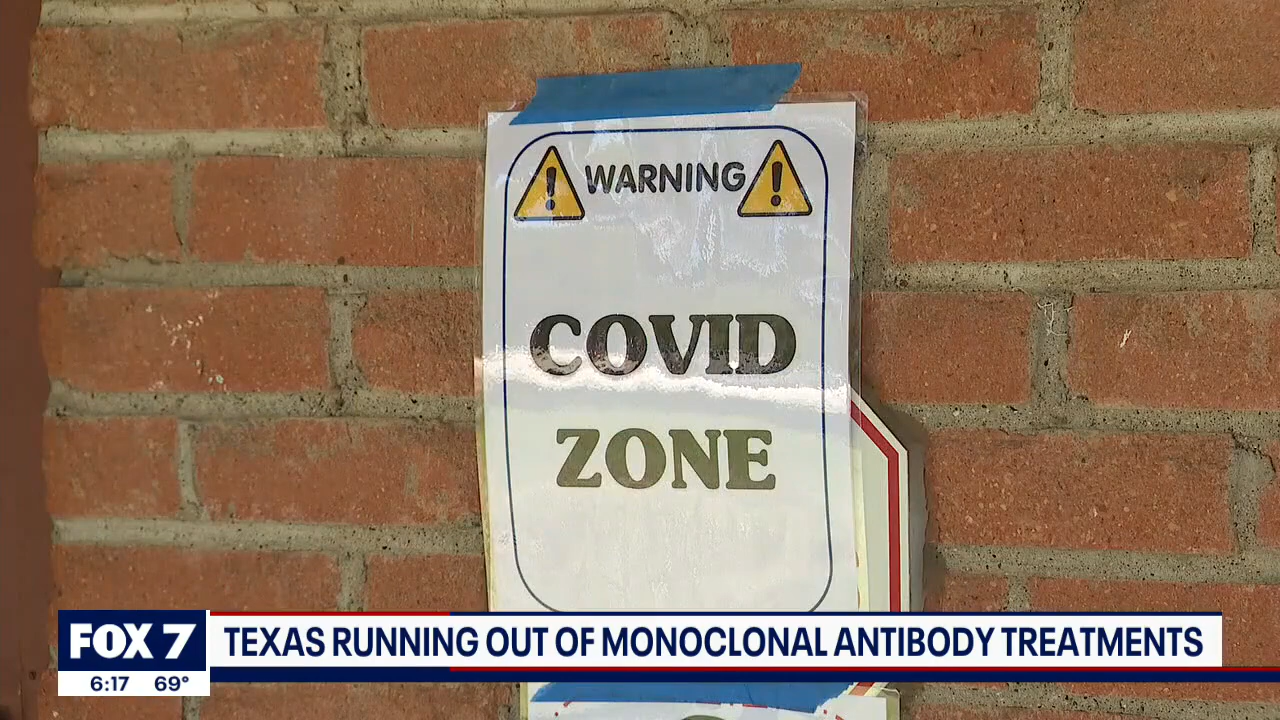 WARNING
COVID
ZONE
FOX 7
TEXAS RUNNING OUT OF MONOCLONAL ANTIBODY TREATMENTS
6:17 69°